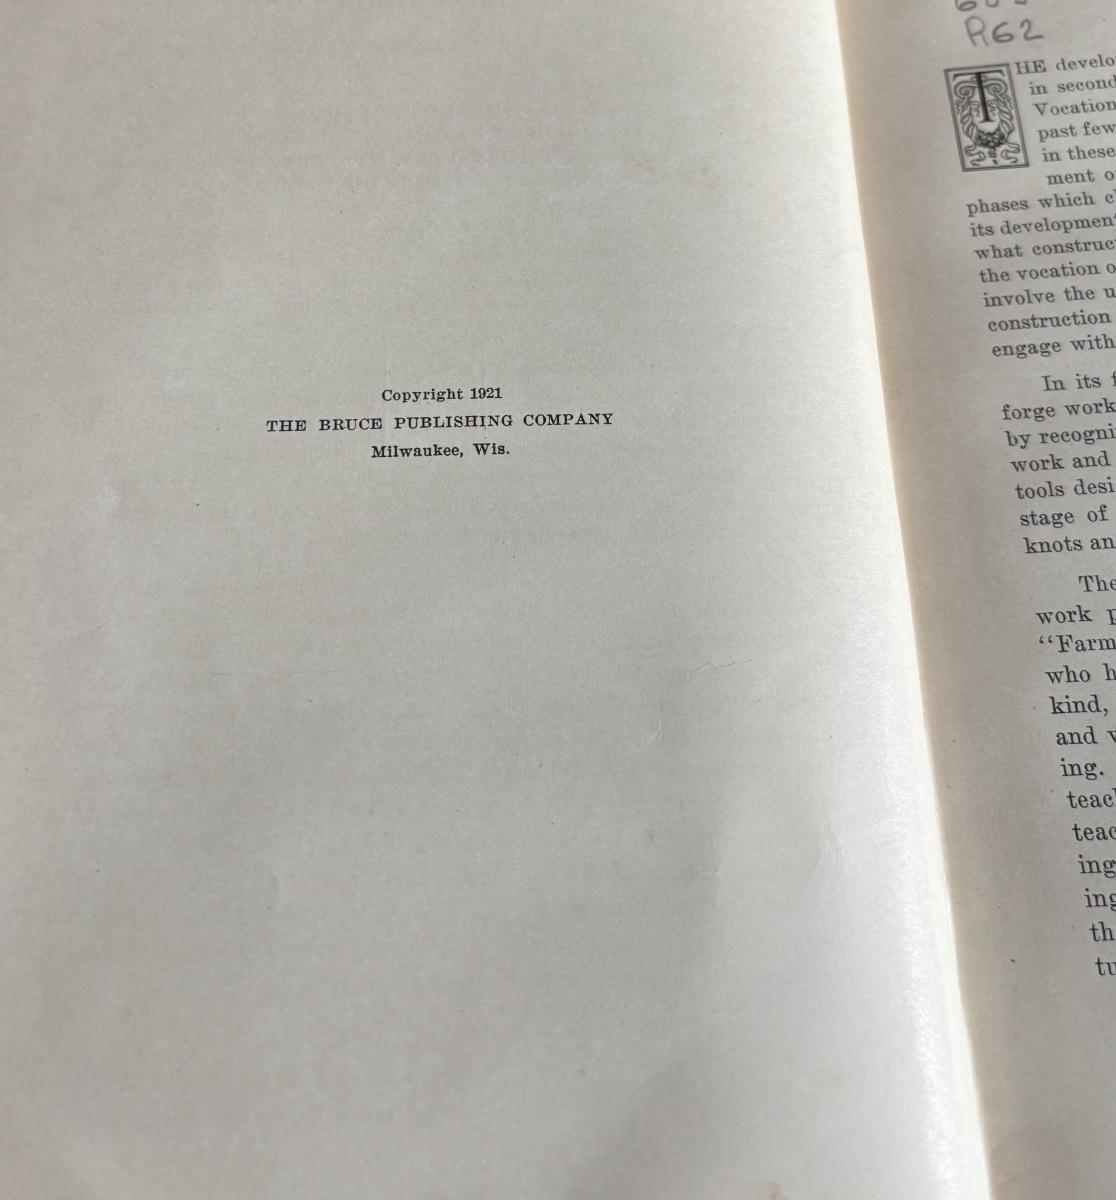 Copyright 1921
THE BRUCE PUBLISHING COMPANY
Milwaukee, Wis.
R62
THE develo
in second
Vocation
past few
in these
ment o
phases which c
its development
what construc
the vocation o
involve the u
construction
engage with
In its f
forge work
by recogni
work and
tools desi
stage of
knots an
The
work p
“Farm
who h
kind,
and v
ing.
teac
teac
ing
ing
th
tu